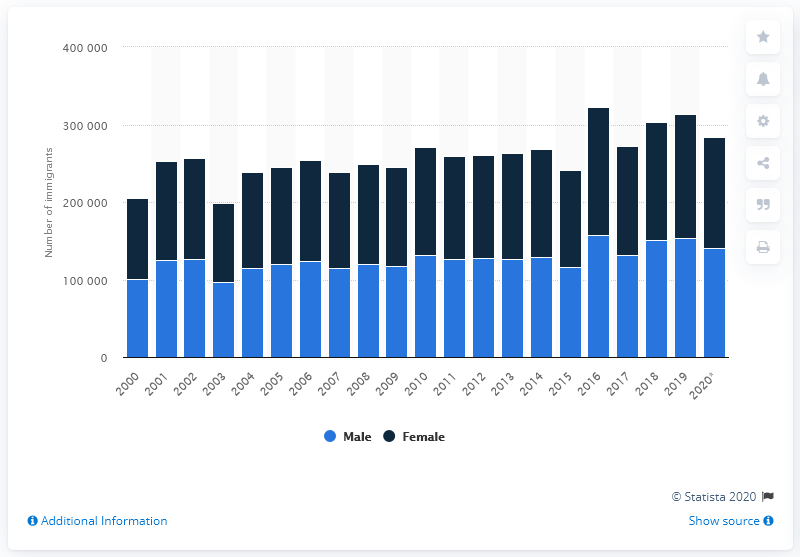 400 000
300 000
200 000
100 000
0
Number of immigrants
2000 2001 2002 2003 2004 2005 2006 2007 2008 2009 2010 2011 2012 2013 2014 2015 2016 2017 2018 2019 2020*
Male Female
© Statista 2020
Additional Information
Show source